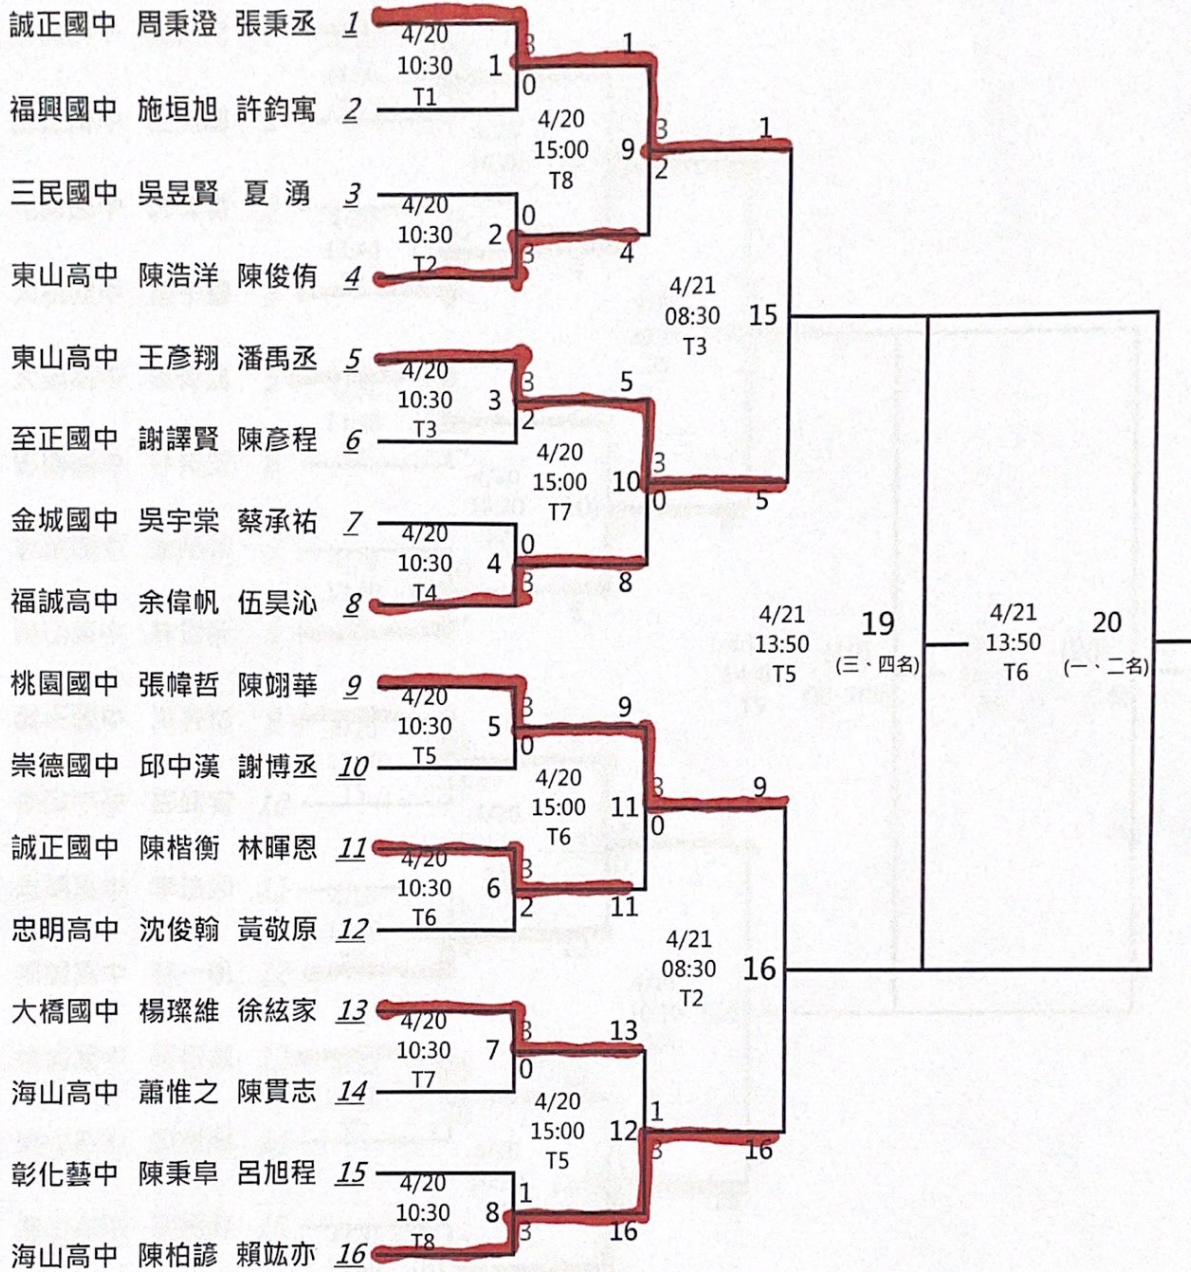 誠正國中 周秉澄 張秉丞 1
4/20
10:30
T1
1
3
0
1
福興國中 施垣旭 許鈞寓 2
4/20
15:00
T8
9
3
2
1
三民國中 吳昱賢 夏 湧 3
4/20
10:30
T2
2
0
3
4
東山高中 陳浩洋 陳俊侑 4
4/21
08:30
T3
15
東山高中 王彥翔 潘禹丞 5
4/20
10:30
T3
3
3
2
5
至正國中 謝譯賢 陳彥程 6
4/20
15:00
T7
10
3
0
5
金城國中 吳宇棠 蔡承祐 7
4/20
10:30
T4
4
0
3
8
福誠高中 余偉帆 伍昊沁 8
4/21
13:50
T5
19
(三、四名)
4/21
13:50
T6
20
(一、二名)
桃園國中 張幃哲 陳翊華 9
4/20
10:30
T5
5
3
0
9
崇德國中 邱中漢 謝博丞 10
4/20
15:00
T6
11
3
0
9
誠正國中 陳楷衡 林暉恩 11
4/20
10:30
T6
6
3
2
11
忠明高中 沈俊翰 黃敬原 12
4/21
08:30
T2
16
大橋國中 楊璨維 徐絃家 13
4/20
10:30
T7
7
3
0
13
海山高中 蕭惟之 陳貫志 14
4/20
15:00
T5
12
1
3
16
彰化藝中 陳秉阜 呂旭程 15
4/20
10:30
T8
8
1
3
16
海山高中 陳柏諺 賴竑亦 16